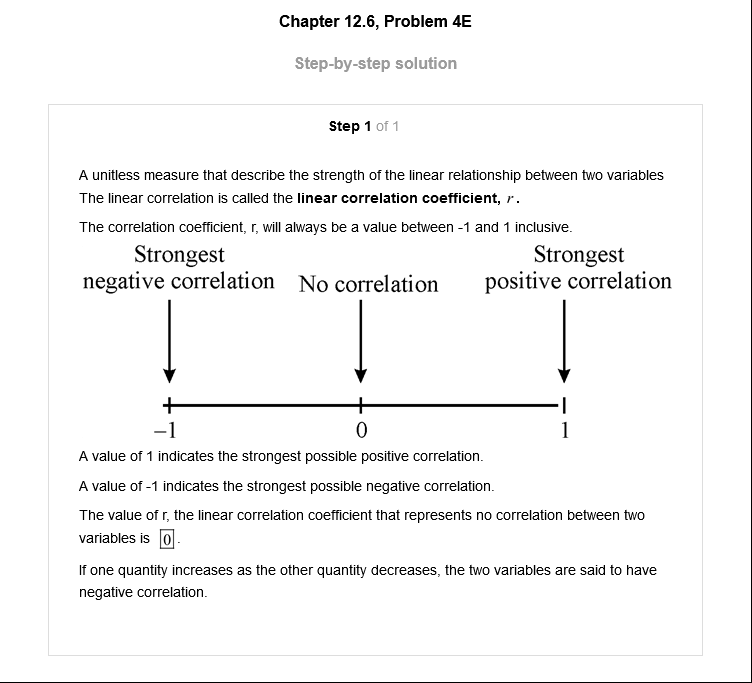 Chapter 12.6, Problem 4E
Step-by-step solution
Step 1 of 1
A unitless measure that describe the strength of the linear relationship between two variables
The linear correlation is called the linear correlation coefficient, r.
The correlation coefficient, r, will always be a value between -1 and 1 inclusive.
Strongest negative correlation
No correlation
Strongest positive correlation
−1 0 1
A value of 1 indicates the strongest possible positive correlation.
A value of -1 indicates the strongest possible negative correlation.
The value of r, the linear correlation coefficient that represents no correlation between two
variables is 0.
If one quantity increases as the other quantity decreases, the two variables are said to have
negative correlation.